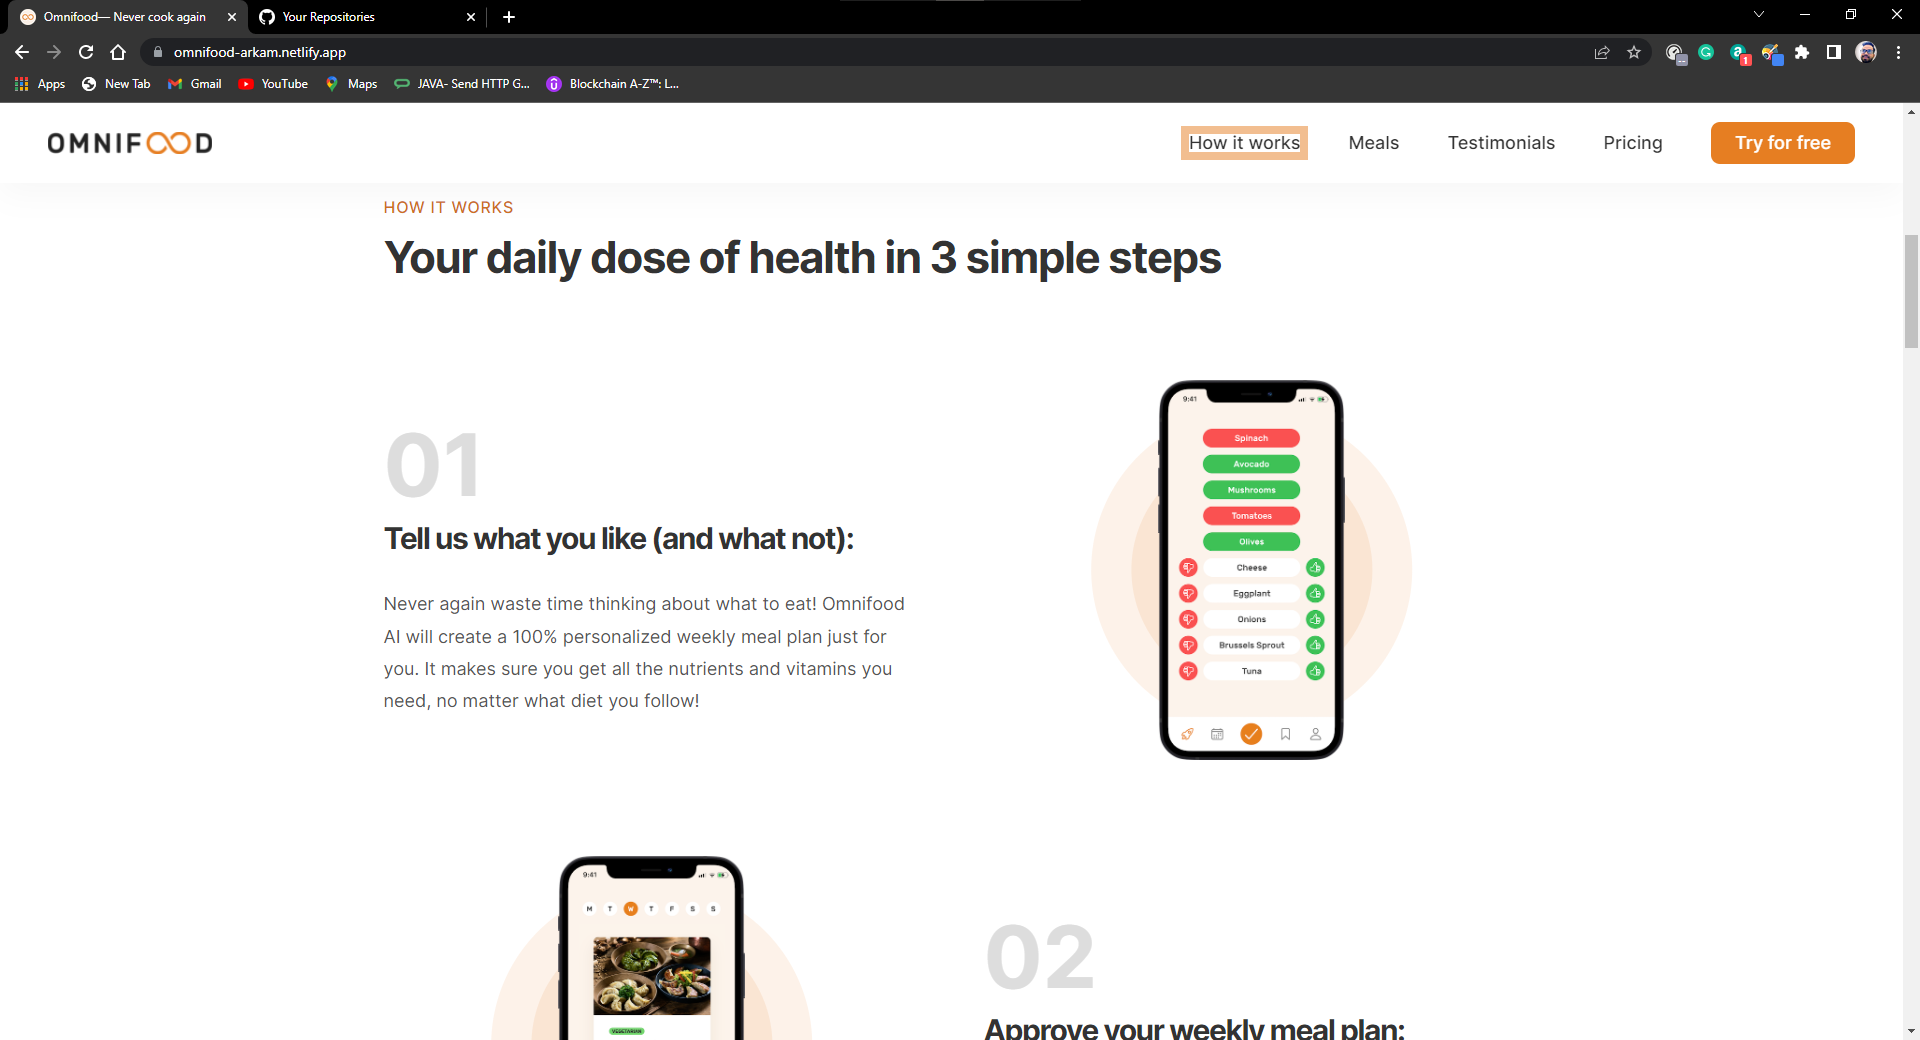 Omnifood— Never cook again
Your Repositories
omnifood-arkam.netlify.app
1
Apps
New Tab
Gmail
YouTube
Maps
JAVA- Send HTTP G...
Blockchain A-Z™: L...
OMNIFOOD
How it works
Meals
Testimonials
Pricing
Try for free
HOW IT WORKS
Your daily dose of health in 3 simple steps
01
Tell us what you like (and what not):
Never again waste time thinking about what to eat! Omnifood
AI will create a 100% personalized weekly meal plan just for
you. It makes sure you get all the nutrients and vitamins you
need, no matter what diet you follow!
9:41
Spinach
Avocado
Mushrooms
Tomatoes
Olives
Cheese
Eggplant
Onions
Brussels Sprout
Tuna
9:41
M T W T F S S
VEGETARIAN
02
Approve your weekly meal plan: